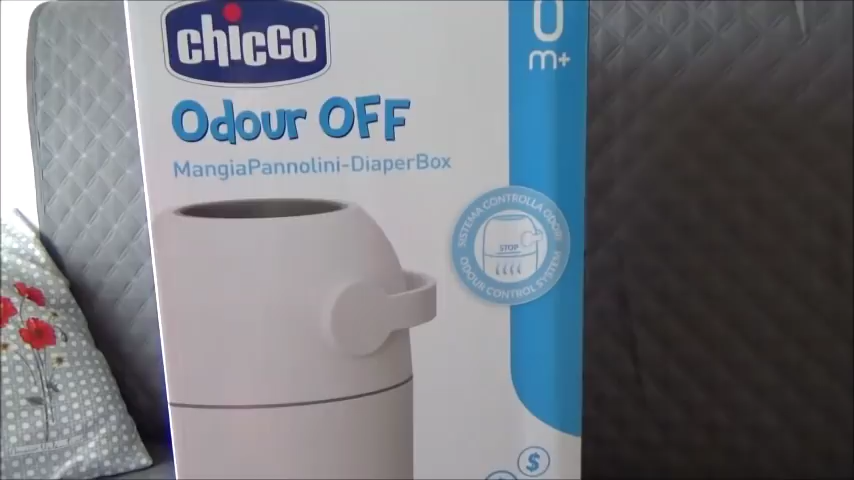 chicco
0
m+
Odour OFF
MangiaPannolini-DiaperBox
SISTEMA CONTROLLA ODORI
STOP
ODOUR CONTROL SYSTEM
$